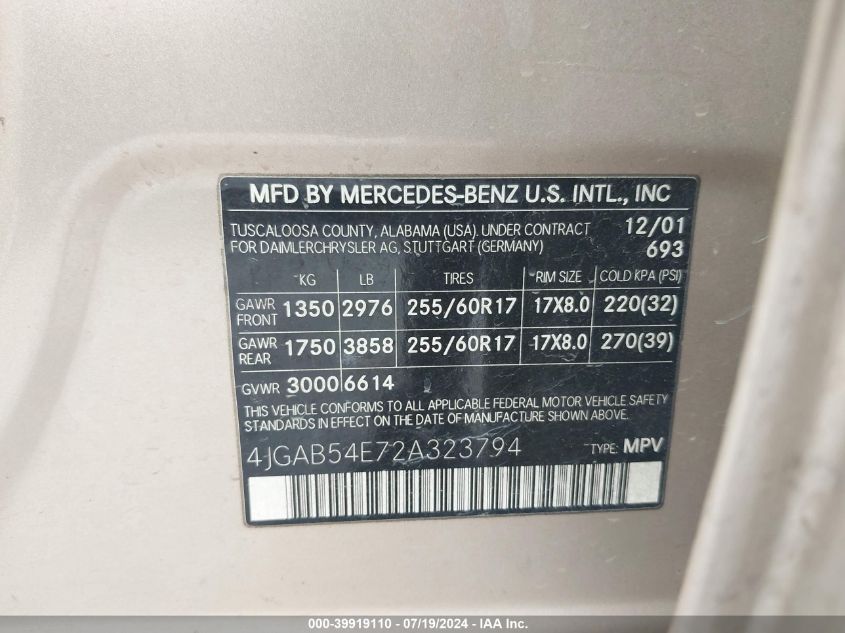 MFD BY MERCEDES-BENZ U.S. INTL., INC
TUSCALOOSA COUNTY, ALABAMA (USA). UNDER CONTRACT 12/01
FOR DAIMLERCHRYSLER AG, STUTTGART (GERMANY) 693
KG LB TIRES RIM SIZE COLD KPA (PSI)
GAWR FRONT 1350 2976 255/60R17 17X8.0 220(32)
GAWR REAR 1750 3858 255/60R17 17X8.0 270(39)
GVWR 3000 6614
THIS VEHICLE CONFORMS TO ALL APPLICABLE FEDERAL MOTOR VEHICLE SAFETY
STANDARDS IN EFFECT ON THE DATE OF MANUFACTURE SHOWN ABOVE.
4JGAB54E72A323794 TYPE: MPV
000-39919110 - 07/19/2024 - IAA Inc.